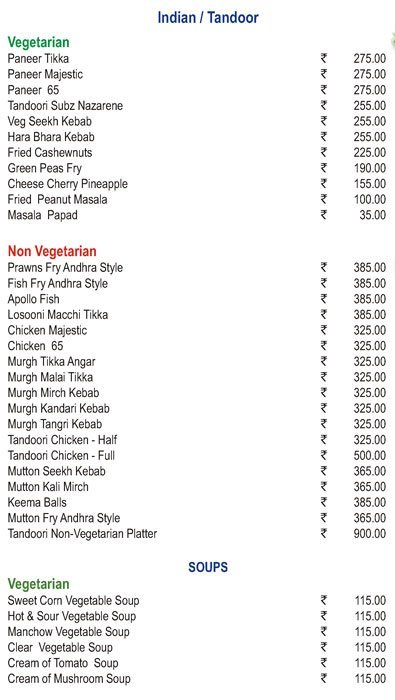 Indian / Tandoor
Vegetarian
Paneer Tikka ₹ 275.00
Paneer Majestic ₹ 275.00
Paneer 65 ₹ 275.00
Tandoori Subz Nazarene ₹ 255.00
Veg Seekh Kebab ₹ 255.00
Hara Bhara Kebab ₹ 255.00
Fried Cashewnuts ₹ 225.00
Green Peas Fry ₹ 190.00
Cheese Cherry Pineapple ₹ 155.00
Fried Peanut Masala ₹ 100.00
Masala Papad ₹ 35.00
Non Vegetarian
Prawns Fry Andhra Style ₹ 385.00
Fish Fry Andhra Style ₹ 385.00
Apollo Fish ₹ 385.00
Losooni Macchi Tikka ₹ 385.00
Chicken Majestic ₹ 325.00
Chicken 65 ₹ 325.00
Murgh Tikka Angar ₹ 325.00
Murgh Malai Tikka ₹ 325.00
Murgh Mirch Kebab ₹ 325.00
Murgh Kandari Kebab ₹ 325.00
Murgh Tangri Kebab ₹ 325.00
Tandoori Chicken - Half ₹ 325.00
Tandoori Chicken - Full ₹ 500.00
Mutton Seekh Kebab ₹ 365.00
Mutton Kali Mirch ₹ 365.00
Keema Balls ₹ 385.00
Mutton Fry Andhra Style ₹ 365.00
Tandoori Non-Vegetarian Platter ₹ 900.00
SOUPS
Vegetarian
Sweet Corn Vegetable Soup ₹ 115.00
Hot & Sour Vegetable Soup ₹ 115.00
Manchow Vegetable Soup ₹ 115.00
Clear Vegetable Soup ₹ 115.00
Cream of Tomato Soup ₹ 115.00
Cream of Mushroom Soup ₹ 115.00